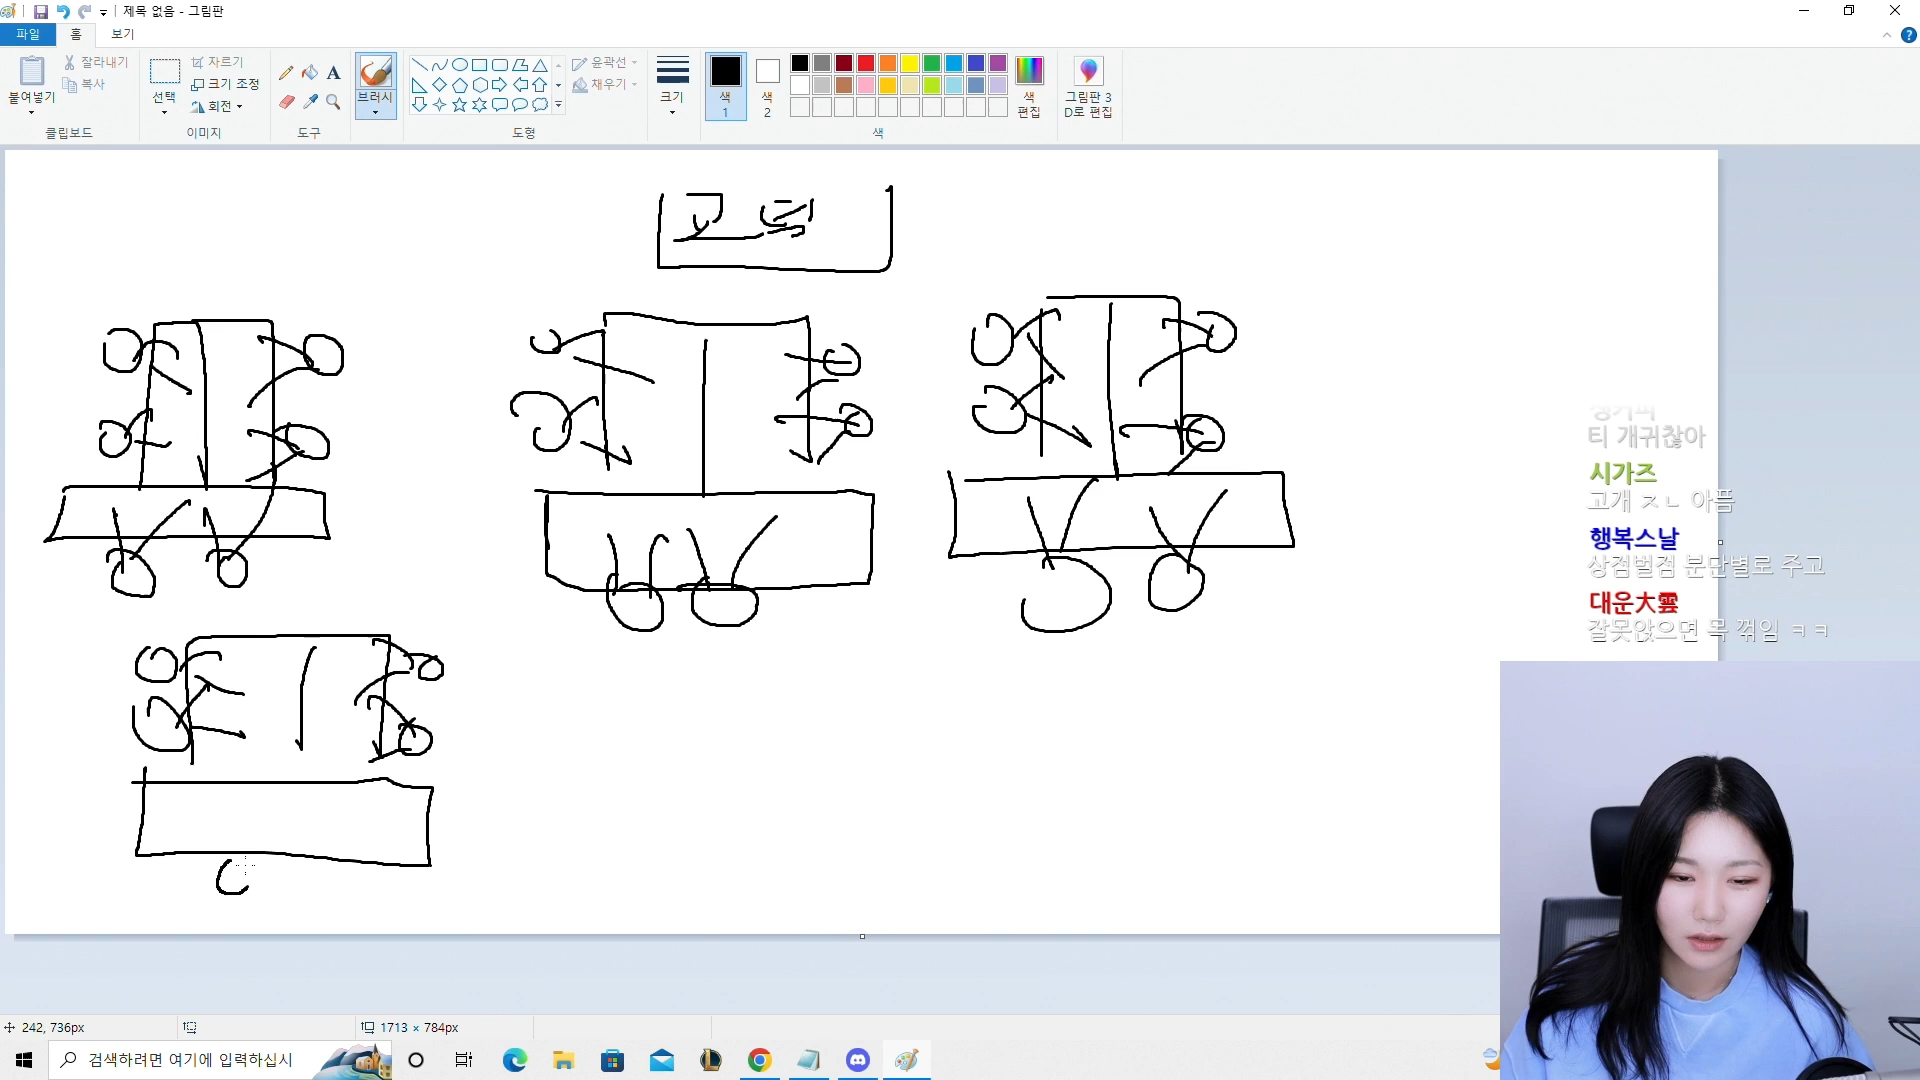 제목 없음 - 그림판
파일 홈 보기
붙여넣기
잘라내기
복사
클립보드
선택
자르기
크기 조정
회전
이미지
A
도구
브러시
도형
윤곽선
채우기
크기
색 1
색 2
색
색 편집
그림판 3D로 편집
교탁
티 개귀찮아
시가즈
고개 ㅈㄴ 아픔
행복스날
상점벌점 분단별로 주고
대운大雲
잘못앉으면 목 꺾임 ㅋㅋ
242, 736px
1713 × 784px
검색하려면 여기에 입력하십시